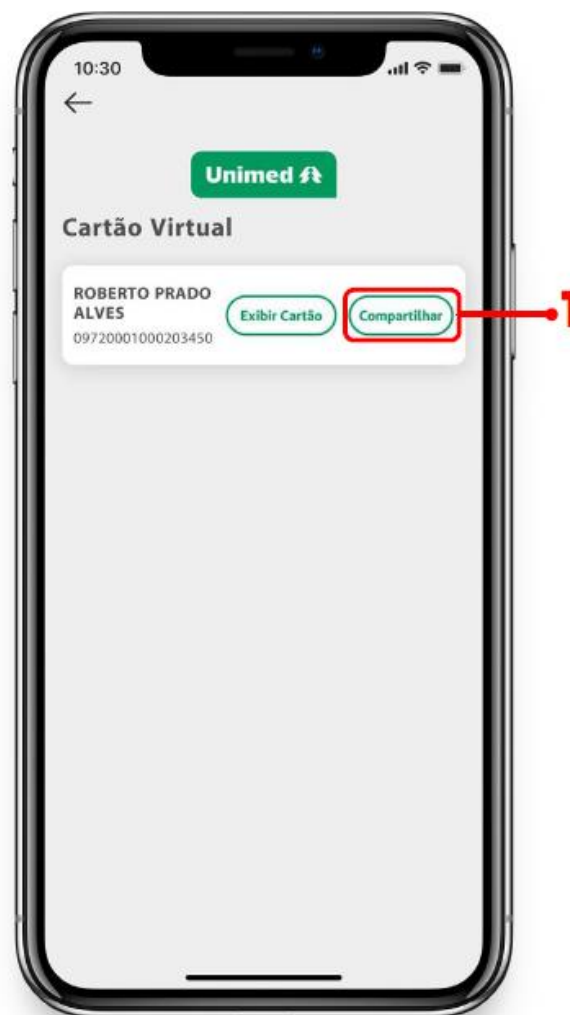 10:30
Unimed
Cartão Virtual
ROBERTO PRADO
ALVES
09720001000203450
Exibir Cartão
Compartilhar
1